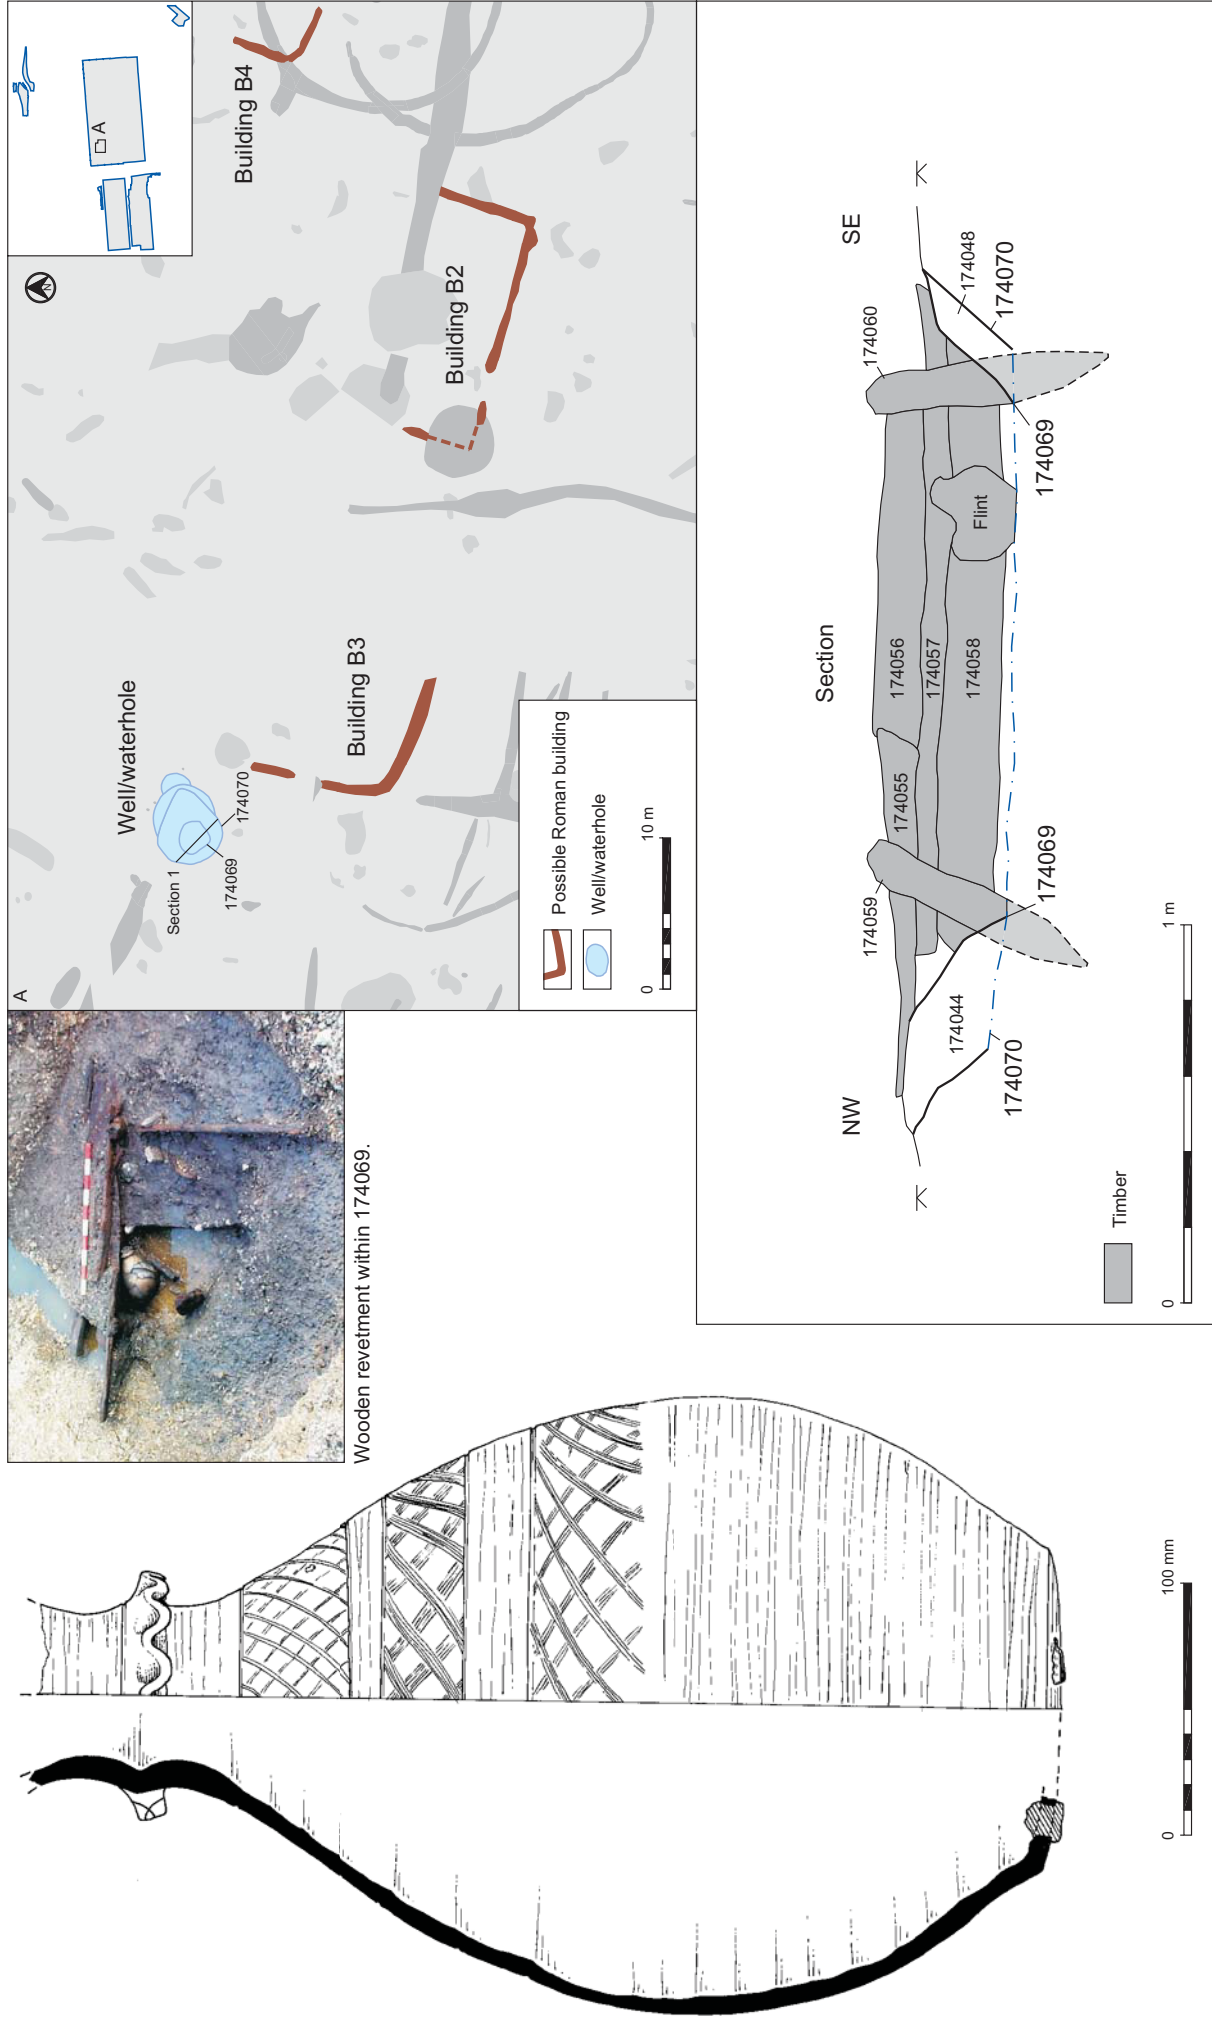 A
N
A
Well/waterhole
Section 1
174069
174070
Building B3
Building B2
Building B4
Possible Roman building
Well/waterhole
0
10 m
Wooden revetment within 174069.
Section
NW
SE
174059
174060
174055
174056
174057
174058
Flint
174044
174048
174070
174069
174069
174070
Timber
0
1 m
0
100 mm